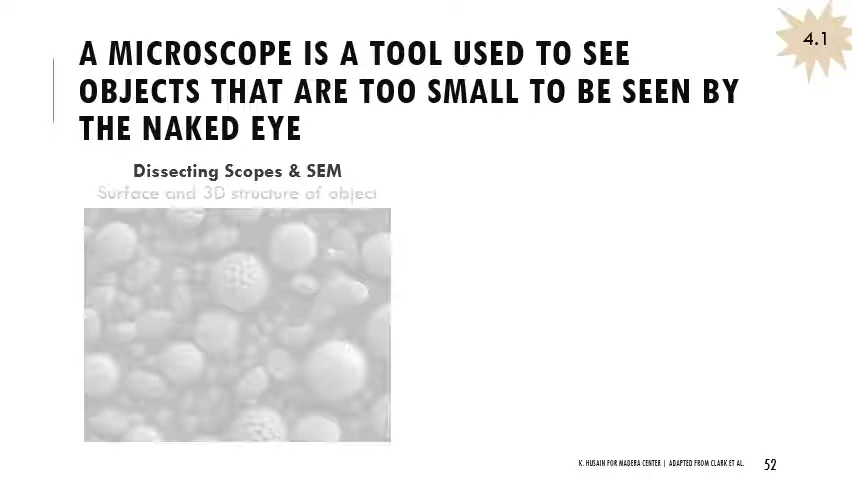 4.1
A MICROSCOPE IS A TOOL USED TO SEE
OBJECTS THAT ARE TOO SMALL TO BE SEEN BY
THE NAKED EYE
Dissecting Scopes & SEM
Surface and 3D structure of object
K. HUSAIN FOR MADERA CENTER | ADAPTED FROM CLARK ET AL.
52